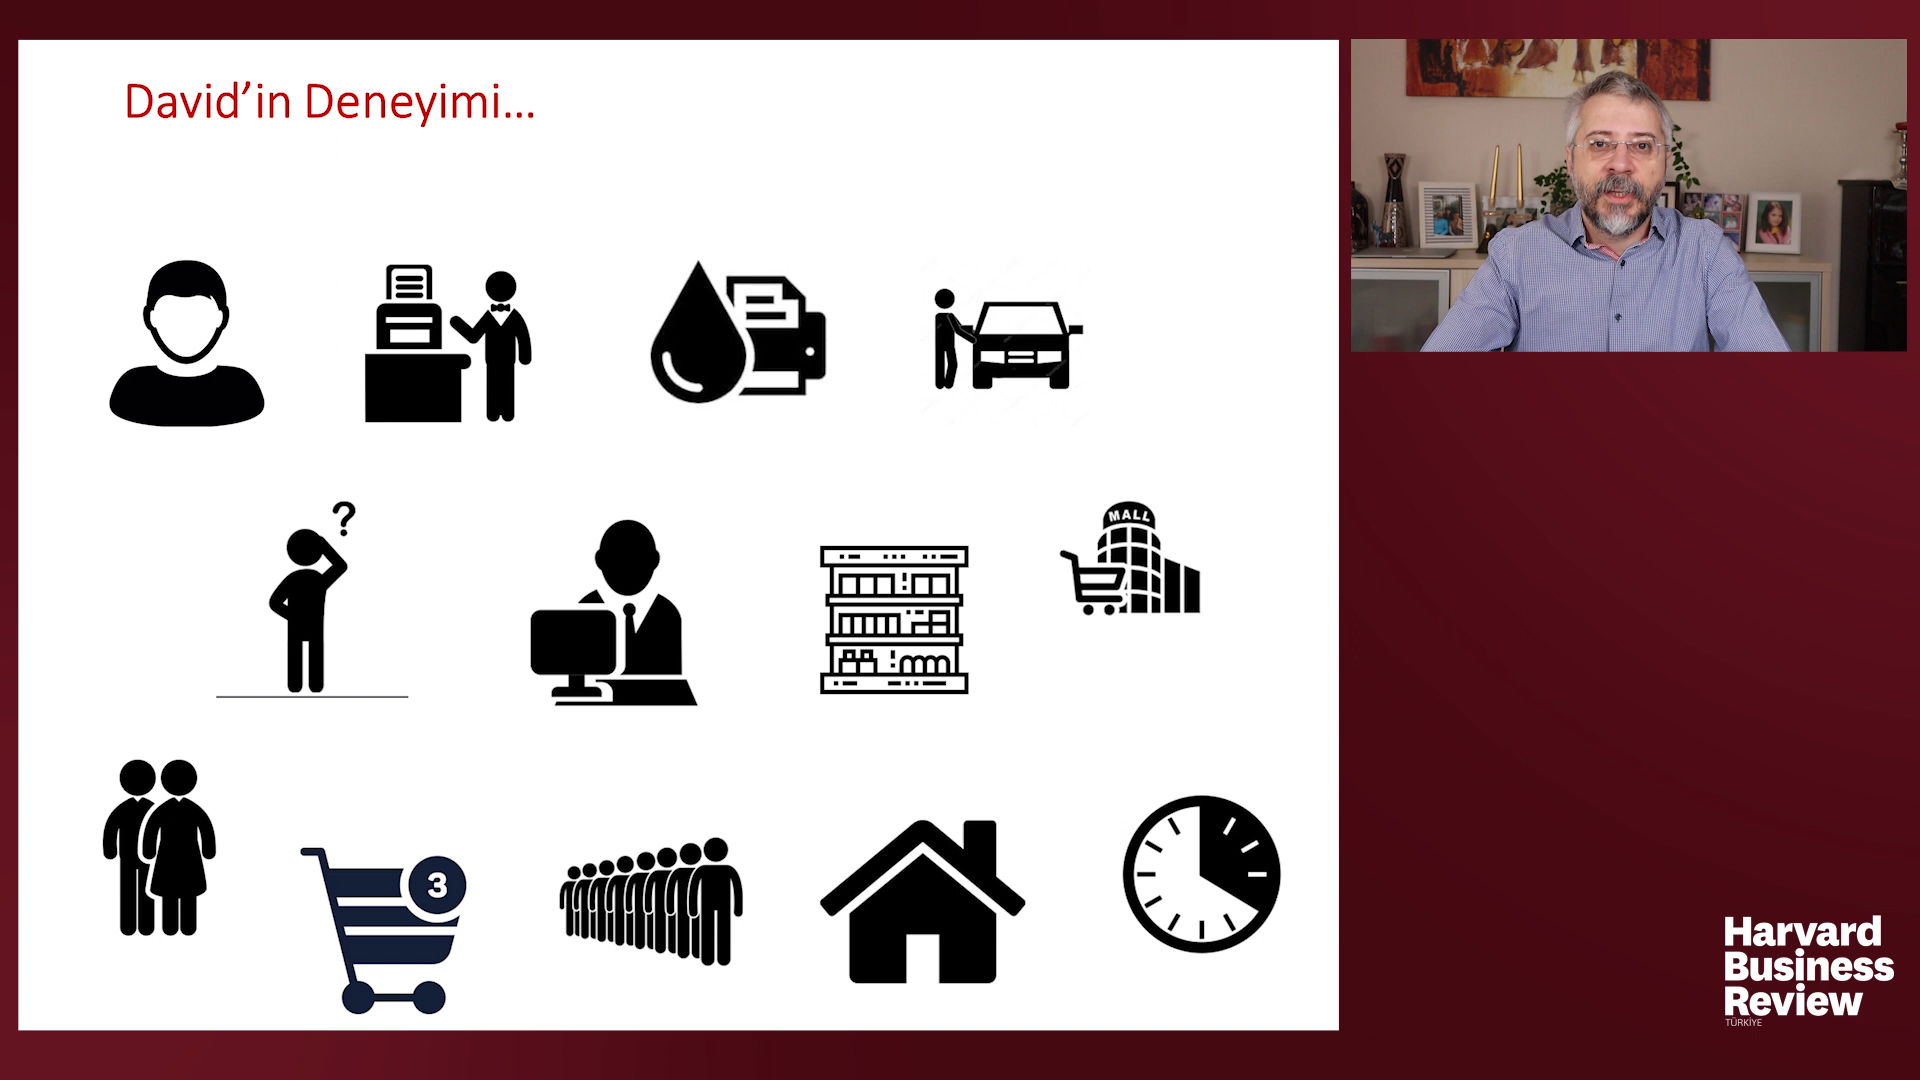 David’in Deneyimi...
?
MALL
3
Harvard
Business
Review
TÜRKİYE